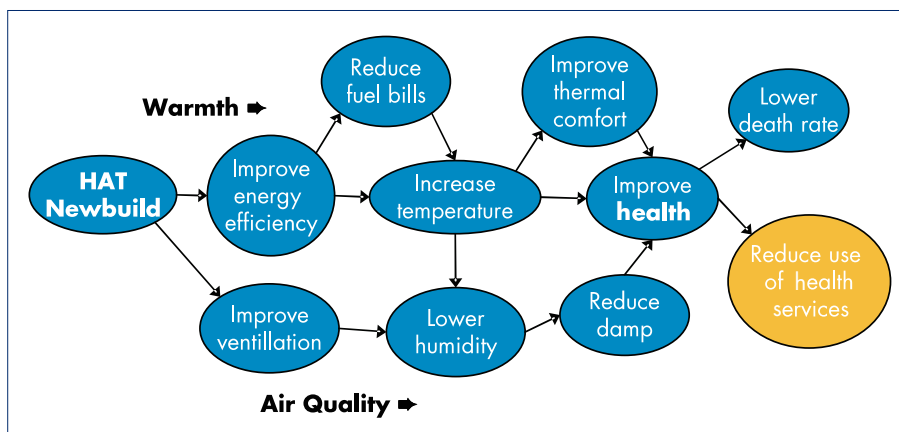 Warmth ➨
Reduce
fuel bills
Improve
thermal
comfort
Lower
death rate
HAT
Newbuild
Improve
energy
efficiency
Increase
temperature
Improve
health
Reduce use
of health
services
Improve
ventillation
Lower
humidity
Reduce
damp
Air Quality ➨